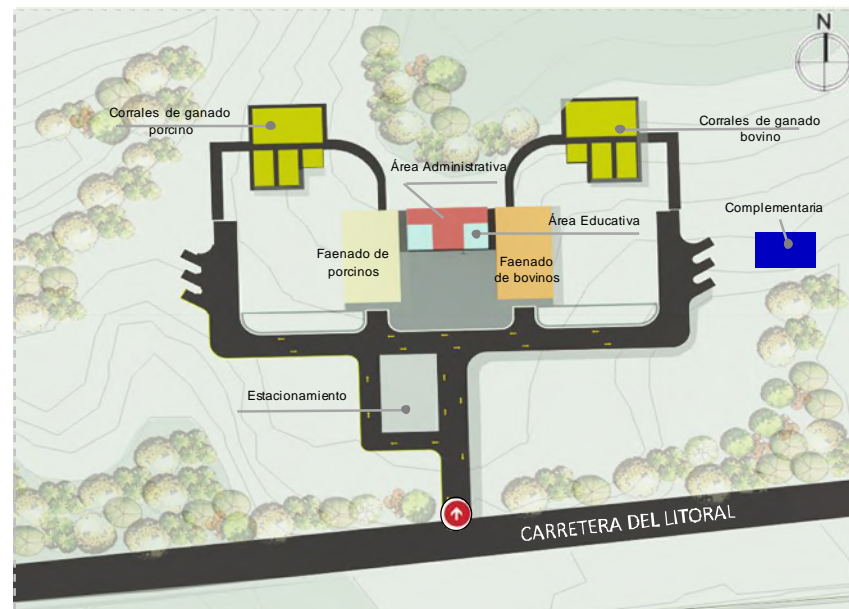 N
Corrales de ganado
porcino
Corrales de ganado
bovino
Área Administrativa
Complementaria
Área Educativa
Faenado de
porcinos
Faenado
de bovinos
Estacionamiento
CARRETERA DEL LITORAL